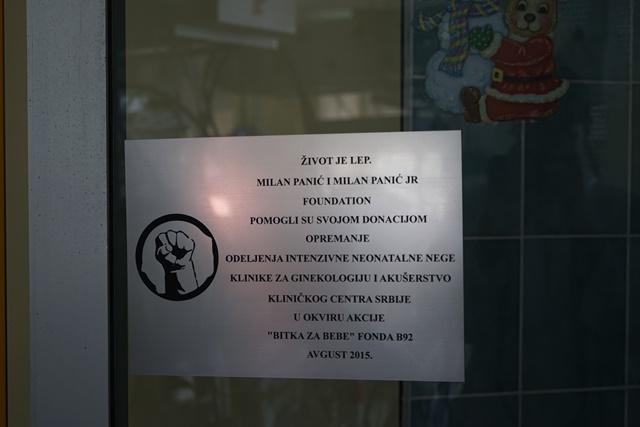 ŽIVOT JE LEP.
MILAN PANIĆ I MILAN PANIĆ JR
FOUNDATION
POMOGLI SU SVOJOM DONACIJOM
OPREMANJE
ODELJENJA INTENZIVNE NEONATALNE NEGE
KLINIKE ZA GINEKOLOGIJU I AKUŠERSTVO
KLINIČKOG CENTRA SRBIJE
U OKVIRU AKCIJE
"BITKA ZA BEBE" FONDA B92
AVGUST 2015.